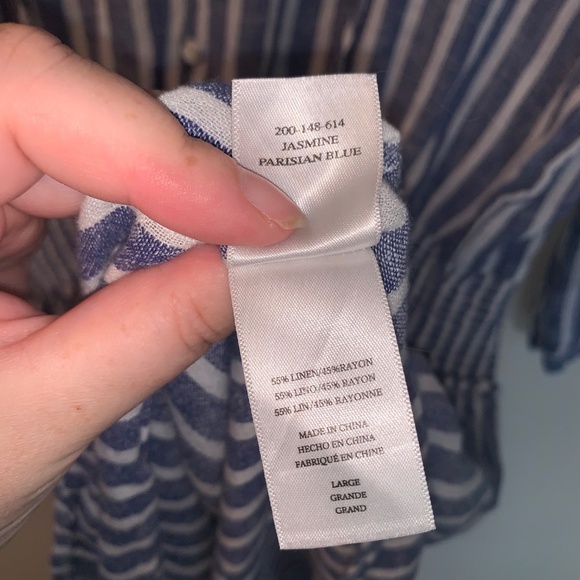 200-148-614
JASMINE
PARISIAN BLUE
55% LINEN/45%RAYON
55% LINO/45% RAYON
55% LIN/45% RAYONNE
MADE IN CHINA
HECHO EN CHINA
FABRIQUÉ EN CHINE
LARGE
GRANDE
GRAND